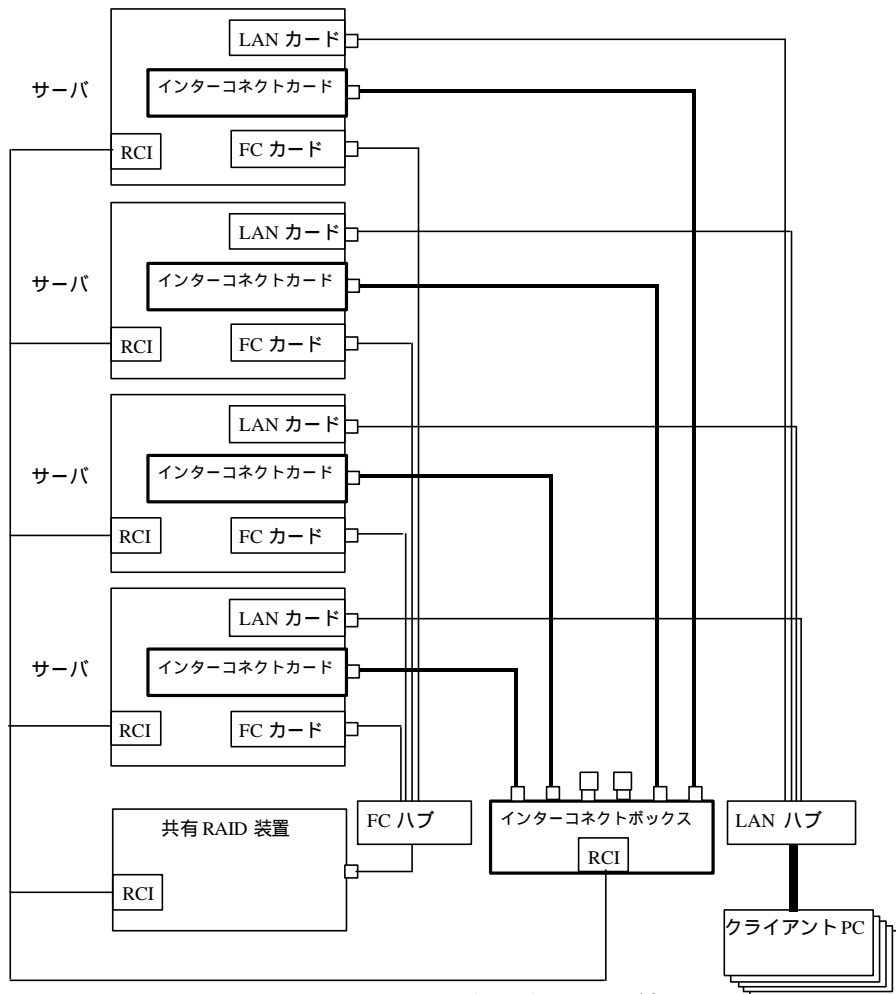 LAN カード
サーバ
インターコネクトカード
RCI
FC カード
LAN カード
サーバ
インターコネクトカード
RCI
FC カード
LAN カード
サーバ
インターコネクトカード
RCI
FC カード
LAN カード
サーバ
インターコネクトカード
RCI
FC カード
共有 RAID 装置
RCI
FC ハブ
インターコネクトボックス
RCI
LAN ハブ
クライアント PC